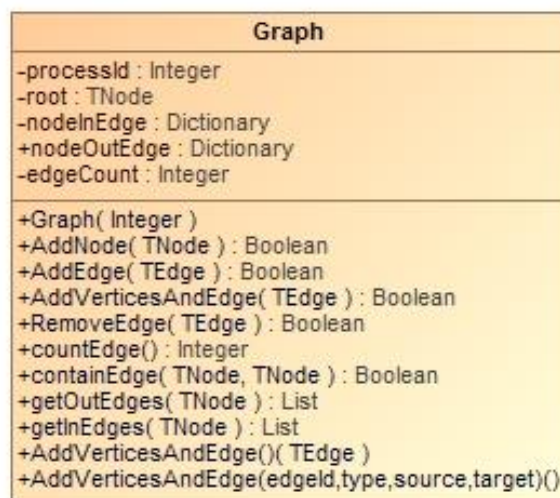 Graph
-processId : Integer
-root : TNode
-nodeInEdge : Dictionary
+nodeOutEdge : Dictionary
-edgeCount : Integer
+Graph( Integer )
+AddNode( TNode ) : Boolean
+AddEdge( TEdge ) : Boolean
+AddVerticesAndEdge( TEdge ) : Boolean
+RemoveEdge( TEdge ) : Boolean
+countEdge() : Integer
+containEdge( TNode, TNode ) : Boolean
+getOutEdges( TNode ) : List
+getInEdges( TNode ) : List
+AddVerticesAndEdge()( TEdge )
+AddVerticesAndEdge(edgeId,type,source,target)()